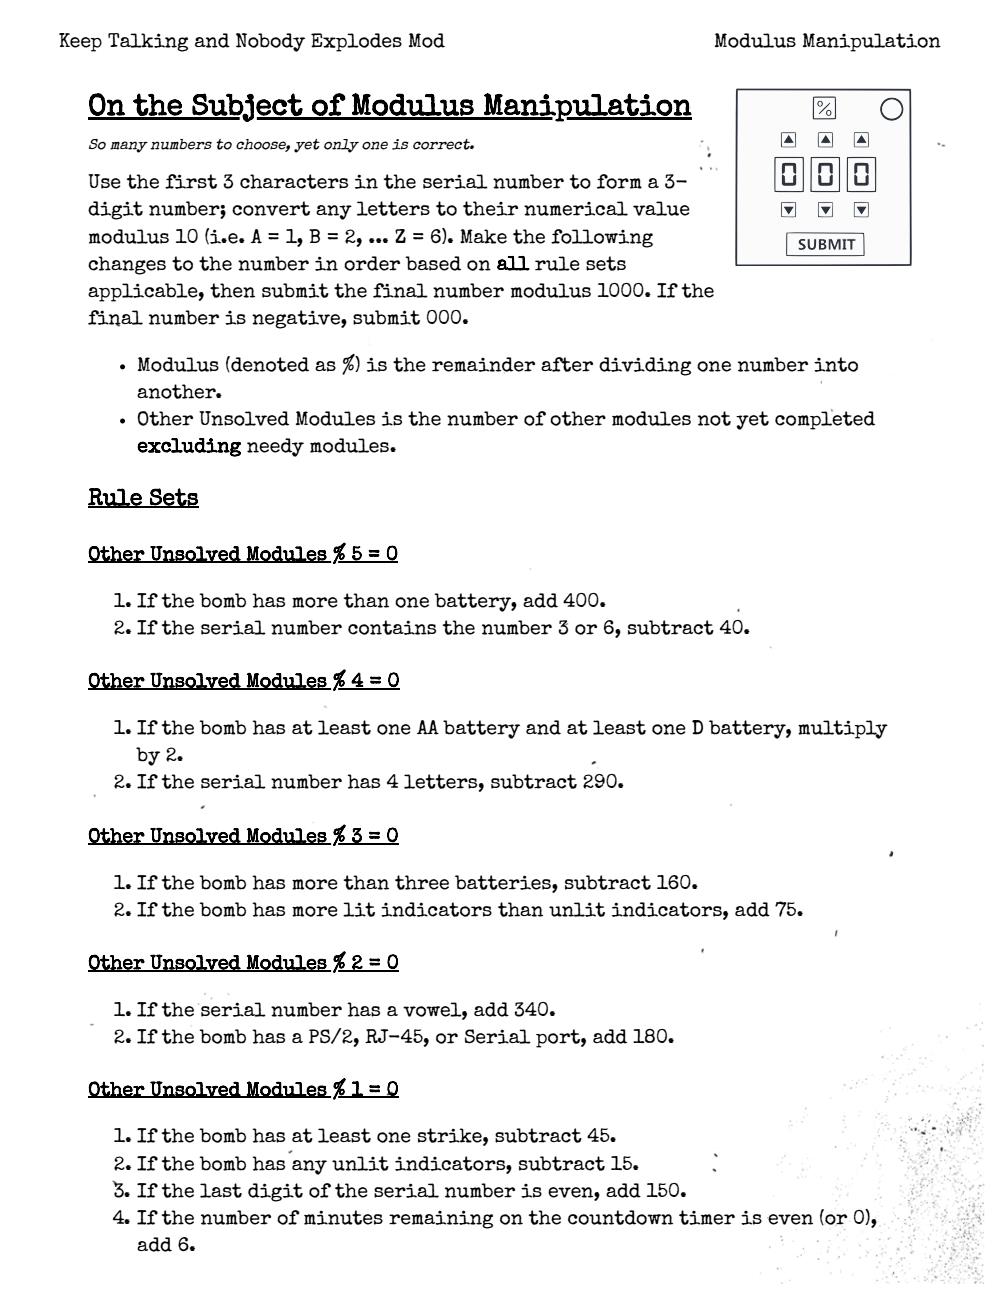 Keep Talking and Nobody Explodes Mod
Modulus Manipulation
On the Subject of Modulus Manipulation
So many numbers to choose, yet only one is correct.
Use the first 3 characters in the serial number to form a 3-
digit number; convert any letters to their numerical value
modulus 10 (i.e. A = 1, B = 2, ... Z = 6). Make the following
changes to the number in order based on all rule sets
applicable, then submit the final number modulus 1000. If the
final number is negative, submit 000.
%
▲ ▲ ▲
0 0 0
▼ ▼ ▼
SUBMIT
• Modulus (denoted as %) is the remainder after dividing one number into
another.
• Other Unsolved Modules is the number of other modules not yet completed
excluding needy modules.
Rule Sets
Other Unsolved Modules % 5 = 0
1. If the bomb has more than one battery, add 400.
2. If the serial number contains the number 3 or 6, subtract 40.
Other Unsolved Modules % 4 = 0
1. If the bomb has at least one AA battery and at least one D battery, multiply
by 2.
2. If the serial number has 4 letters, subtract 290.
Other Unsolved Modules % 3 = 0
1. If the bomb has more than three batteries, subtract 160.
2. If the bomb has more lit indicators than unlit indicators, add 75.
Other Unsolved Modules % 2 = 0
1. If the serial number has a vowel, add 340.
2. If the bomb has a PS/2, RJ-45, or Serial port, add 180.
Other Unsolved Modules % 1 = 0
1. If the bomb has at least one strike, subtract 45.
2. If the bomb has any unlit indicators, subtract 15.
3. If the last digit of the serial number is even, add 150.
4. If the number of minutes remaining on the countdown timer is even (or 0),
add 6.